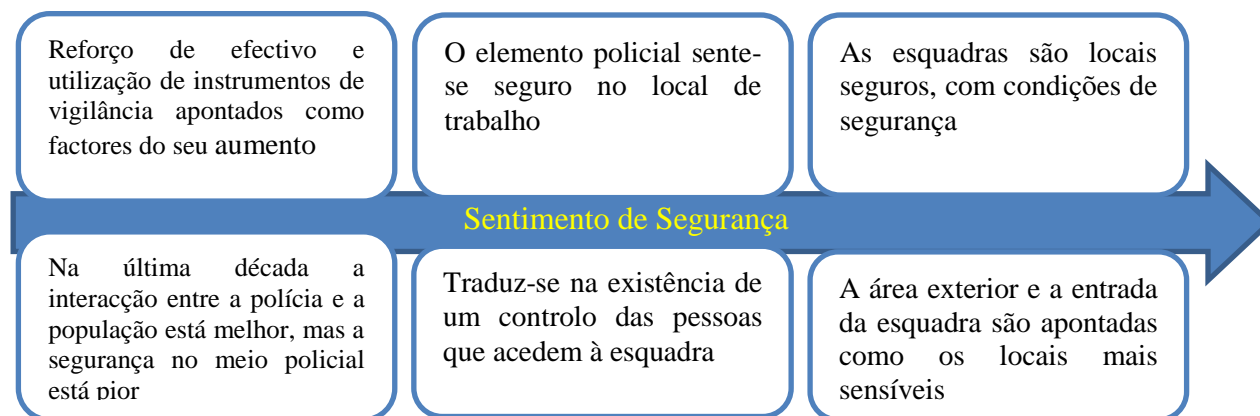 Reforço de efectivo e
utilização de instrumentos de
vigilância apontados como
factores do seu aumento
O elemento policial sente-
se seguro no local de
trabalho
As esquadras são locais
seguros, com condições de
segurança
Sentimento de Segurança
Na última década a
interacção entre a polícia e a
população está melhor, mas a
segurança no meio policial
está pior
Traduz-se na existência de
um controlo das pessoas
que acedem à esquadra
A área exterior e a entrada
da esquadra são apontadas
como os locais mais
sensíveis